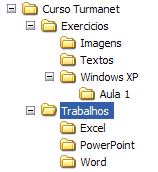 Curso Turmanet
Exercicios
Imagens
Textos
Windows XP
Aula 1
Trabalhos
Excel
PowerPoint
Word